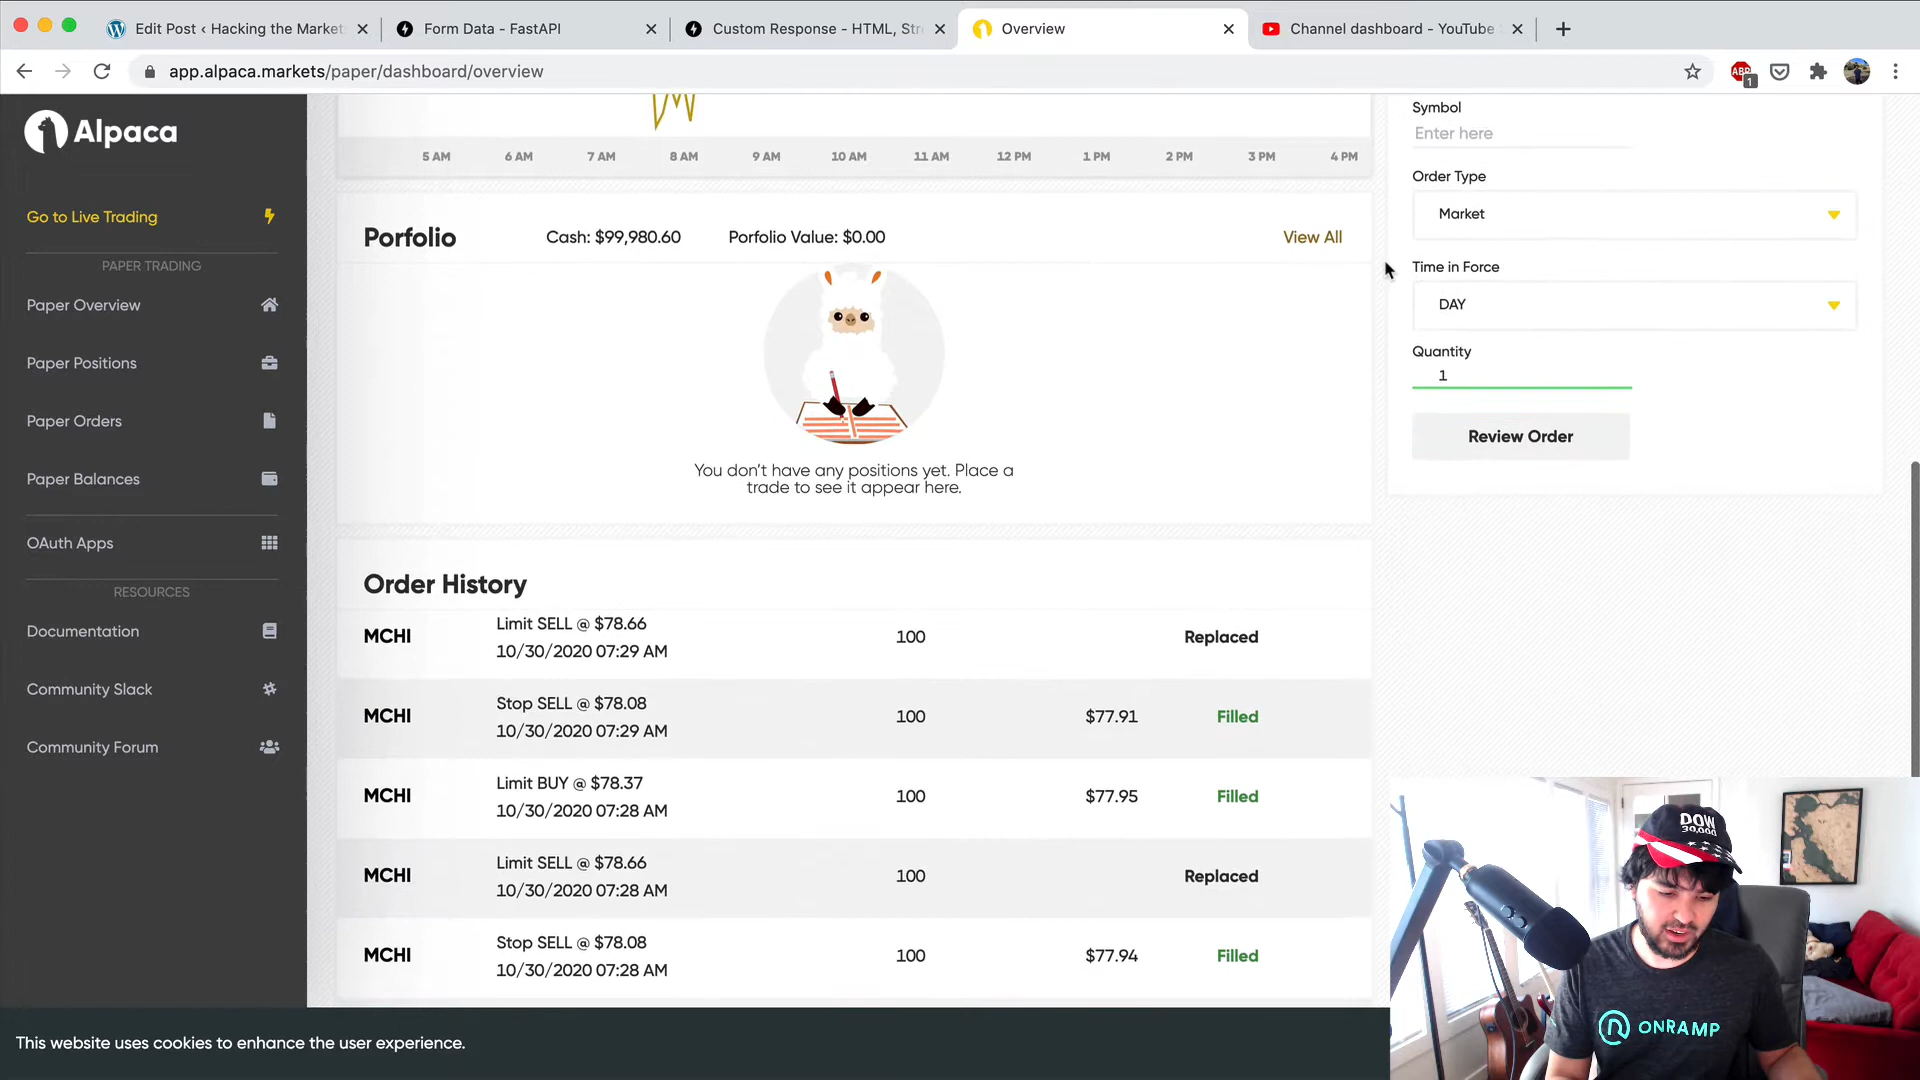 Edit Post ‹ Hacking the Market
Form Data - FastAPI
Custom Response - HTML, Str
Overview
Channel dashboard - YouTube
app.alpaca.markets/paper/dashboard/overview
ABP
1
Alpaca
Go to Live Trading
PAPER TRADING
Paper Overview
Paper Positions
Paper Orders
Paper Balances
OAuth Apps
RESOURCES
Documentation
Community Slack
Community Forum
5 AM 6 AM 7 AM 8 AM 9 AM 10 AM 11 AM 12 PM 1 PM 2 PM 3 PM 4 PM
Porfolio Cash: $99,980.60 Porfolio Value: $0.00 View All
You don't have any positions yet. Place a
trade to see it appear here.
Order History
MCHI Limit SELL @ $78.66 100 Replaced
10/30/2020 07:29 AM
MCHI Stop SELL @ $78.08 100 $77.91 Filled
10/30/2020 07:29 AM
MCHI Limit BUY @ $78.37 100 $77.95 Filled
10/30/2020 07:28 AM
MCHI Limit SELL @ $78.66 100 Replaced
10/30/2020 07:28 AM
MCHI Stop SELL @ $78.08 100 $77.94 Filled
10/30/2020 07:28 AM
Symbol
Enter here
Order Type
Market
Time in Force
DAY
Quantity
1
Review Order
This website uses cookies to enhance the user experience.
DOW
30,000
ONRAMP